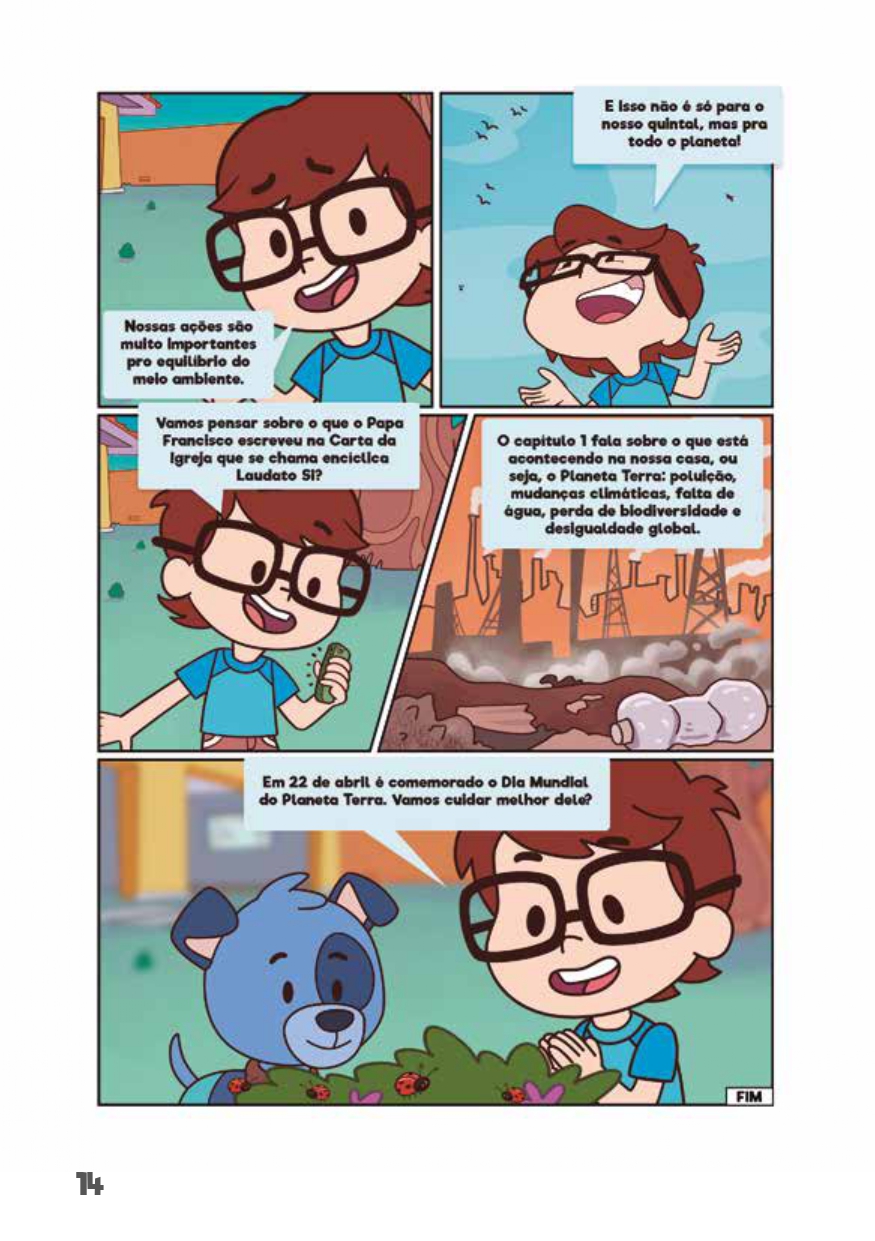 Nossas ações são
muito importantes
pro equilíbrio do
meio ambiente.
E isso não é só para o
nosso quintal, mas pra
todo o planeta!
Vamos pensar sobre o que o Papa
Francisco escreveu na Carta da
Igreja que se chama encíclica
Laudato Si?
O capítulo 1 fala sobre o que está
acontecendo na nossa casa, ou
seja, o Planeta Terra: poluição,
mudanças climáticas, falta de
água, perda de biodiversidade e
desigualdade global.
Em 22 de abril é comemorado o Dia Mundial
do Planeta Terra. Vamos cuidar melhor dele?
FIM
14